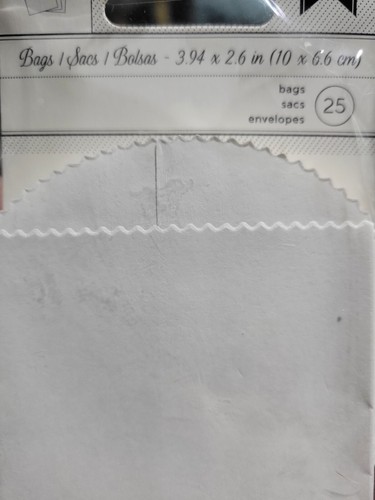 Bags / Sacs / Bolsas - 3.94 x 2.6 in (10 x 6.6 cm)
bags
sacs
envelopes
25